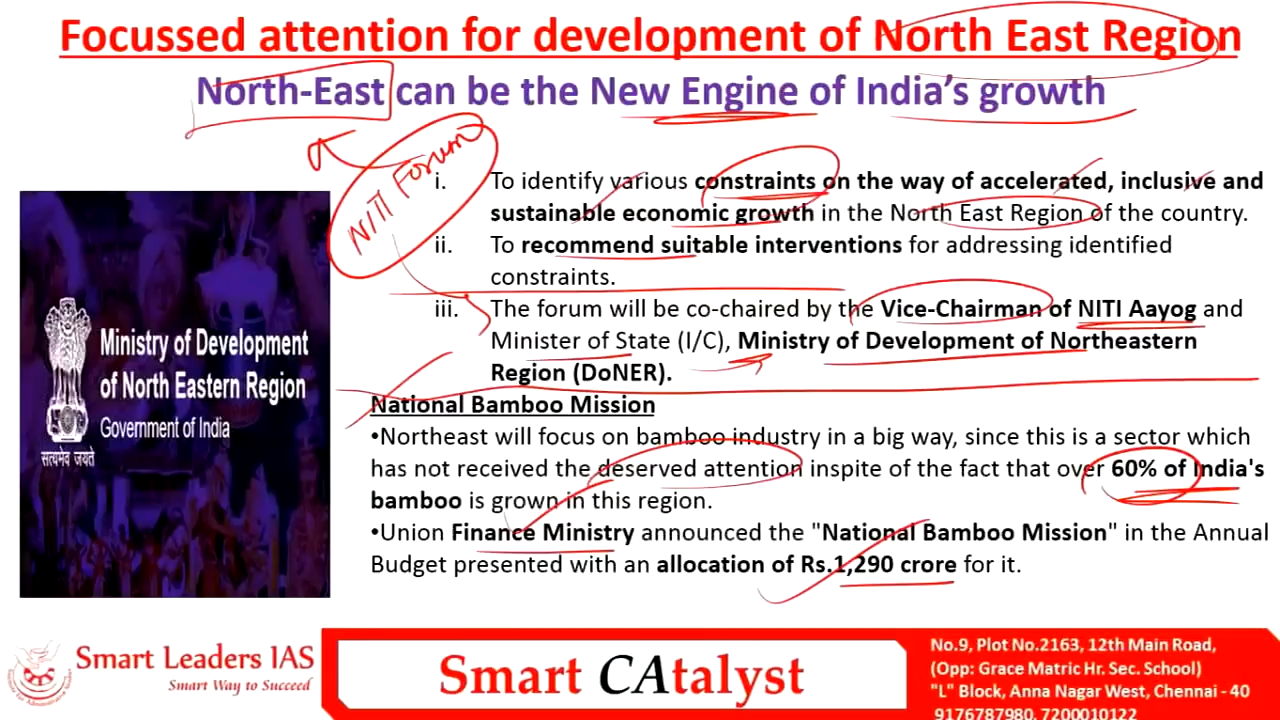 Focussed attention for development of North East Region
North-East can be the New Engine of India's growth
NITI Forum
i. To identify various constraints on the way of accelerated, inclusive and
sustainable economic growth in the North East Region of the country.
ii. To recommend suitable interventions for addressing identified
constraints.
iii. The forum will be co-chaired by the Vice-Chairman of NITI Aayog and
Minister of State (I/C), Ministry of Development of Northeastern
Region (DoNER).
Ministry of Development
of North Eastern Region
Government of India
सत्यमेव जयते
National Bamboo Mission
•Northeast will focus on bamboo industry in a big way, since this is a sector which
has not received the deserved attention inspite of the fact that over 60% of India's
bamboo is grown in this region.
•Union Finance Ministry announced the "National Bamboo Mission" in the Annual
Budget presented with an allocation of Rs.1,290 crore for it.
Smart Leaders IAS
Smart Way to Succeed
Smart CAtalyst
No.9, Plot No.2163, 12th Main Road,
(Opp: Grace Matric Hr. Sec. School)
"L" Block, Anna Nagar West, Chennai - 40
9176787980, 7200010122